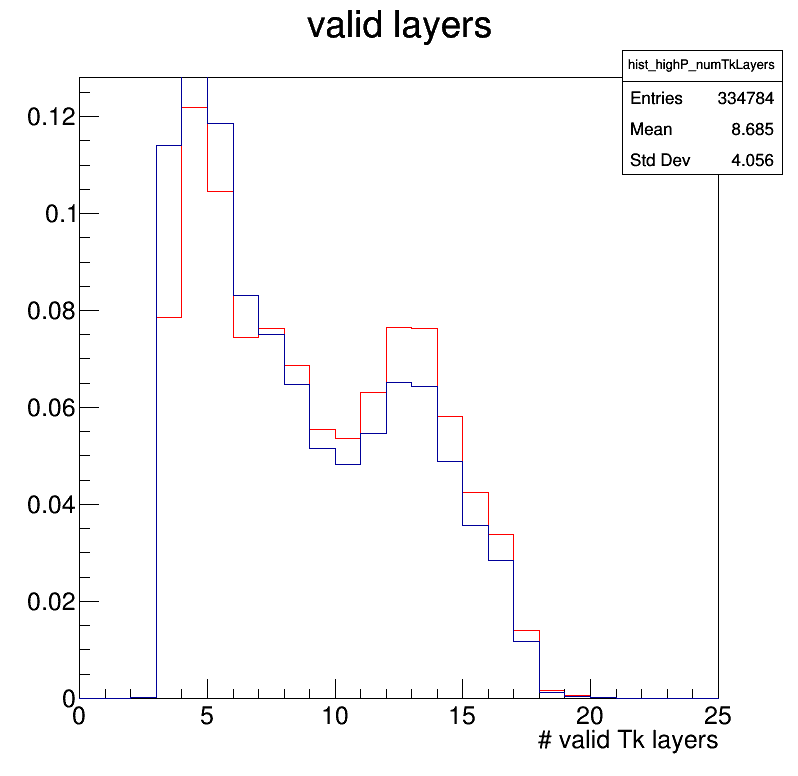 valid layers
hist_highP_numTkLayers
Entries 334784
Mean 8.685
Std Dev 4.056
0.12
0.1
0.08
0.06
0.04
0.02
0
0 5 10 15 20 25
# valid Tk layers